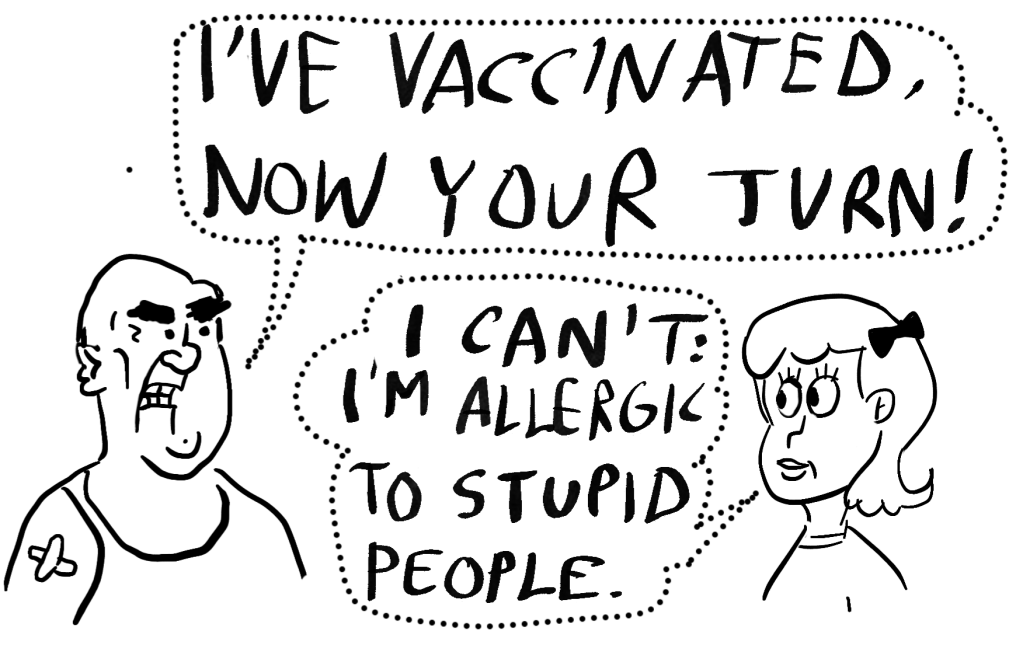 I'VE VACCINATED,
NOW YOUR TURN!
I CAN'T:
I'M ALLERGIC
TO STUPID
PEOPLE.